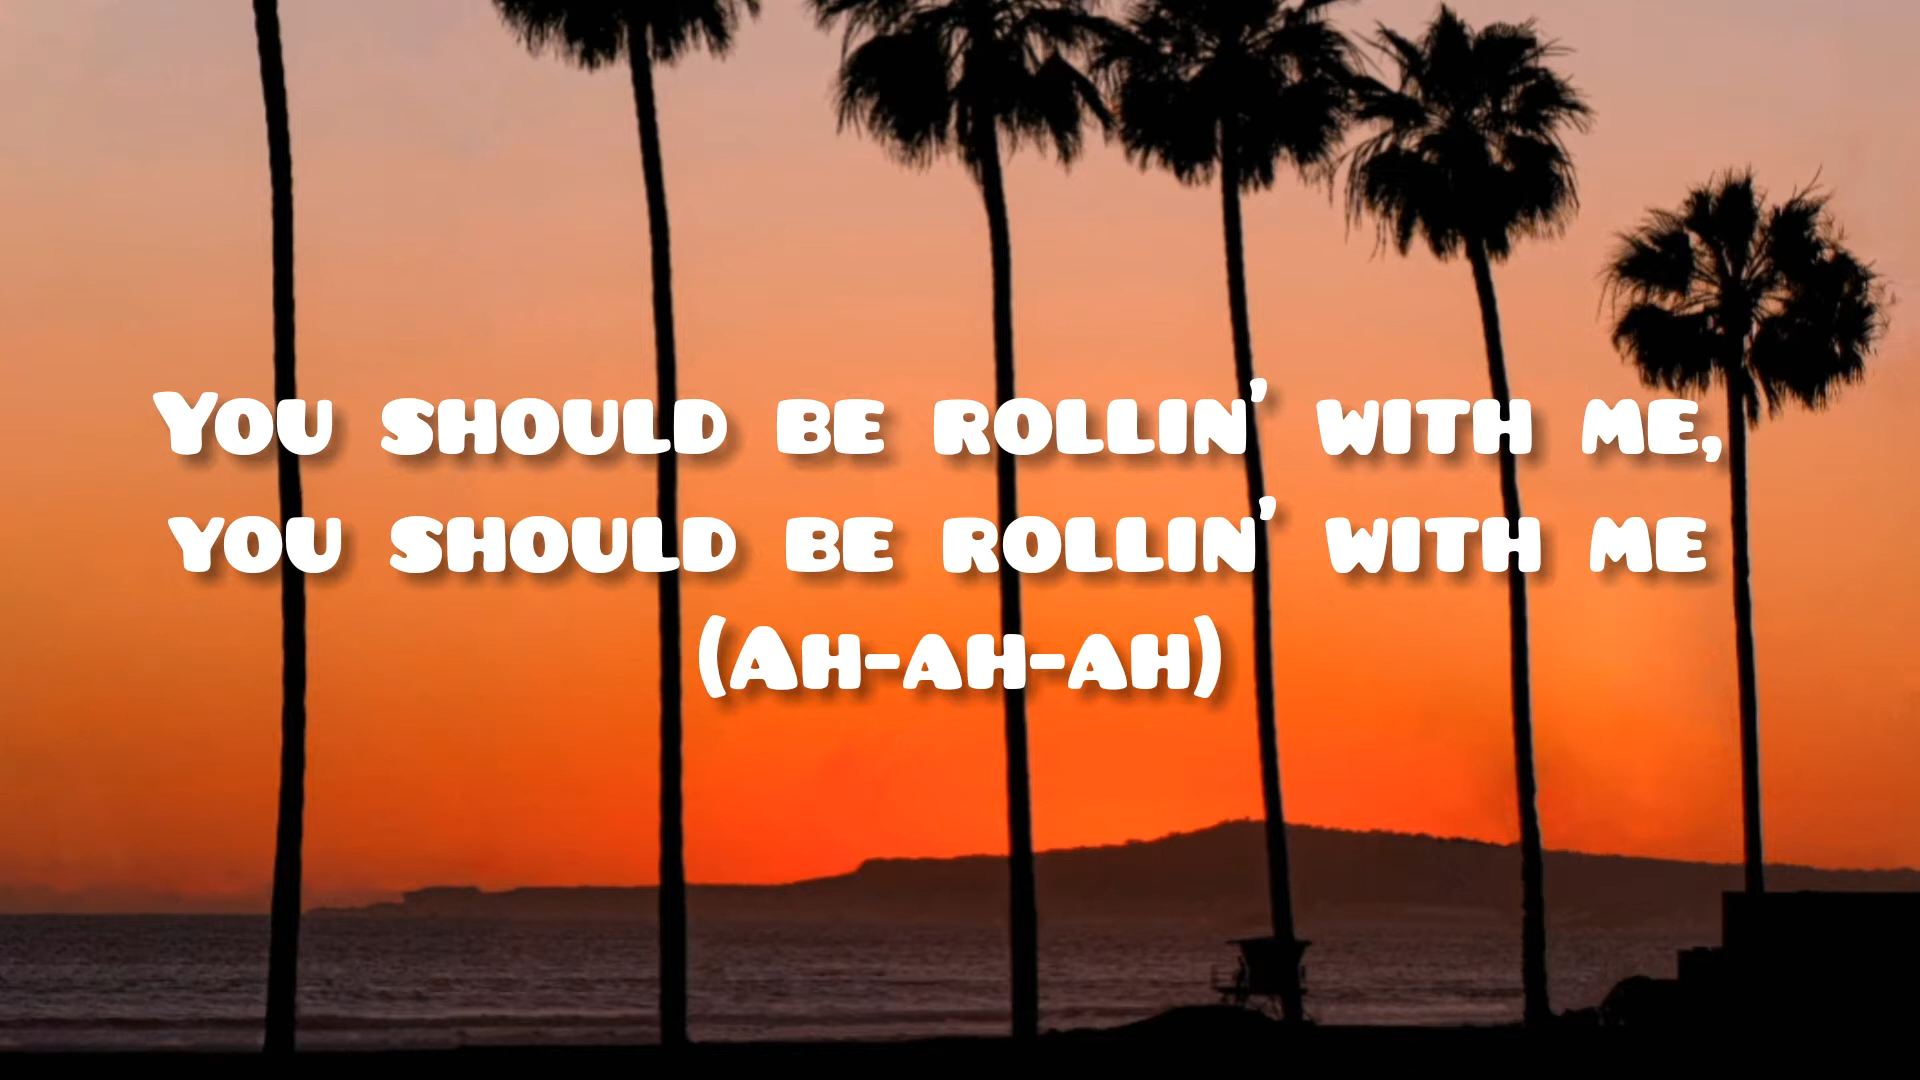 You should be rollin' with me,
you should be rollin' with me
(Ah-ah-ah)